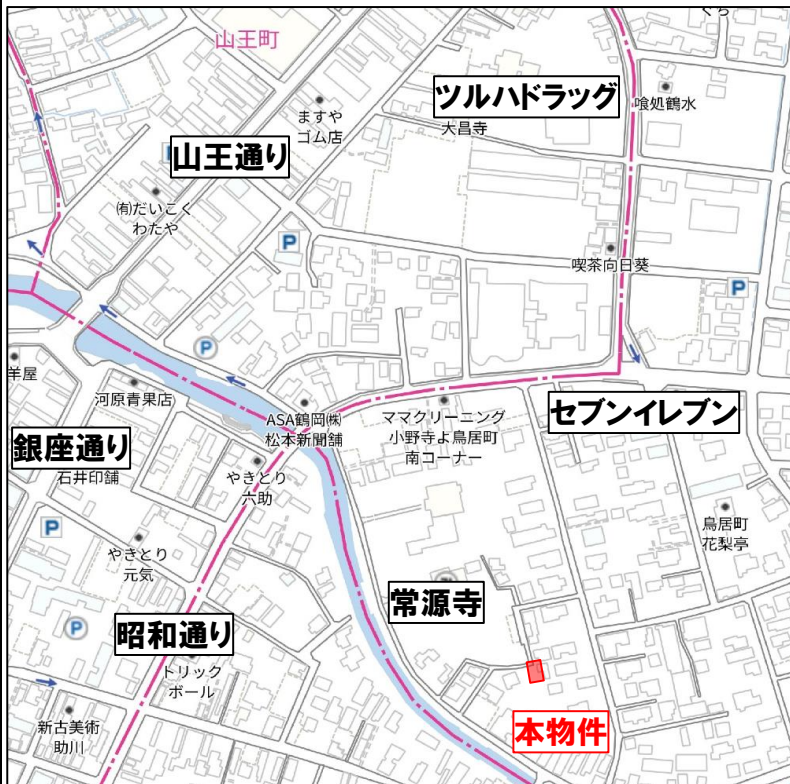 ぐら
山王町
ツルハドラッグ
喰処鶴水
ますや
ゴム店
大昌寺
山王通り
㈲だいこく
わたや
P
喫茶向日葵
P
P
羊屋
河原青果店
ASA鶴岡㈱
松本新聞舗
ママクリーニング
小野寺よ鳥居町
南コーナー
セブンイレブン
銀座通り
石井印舗
やきとり
六助
P
やきとり
元気
鳥居町
花梨亭
常源寺
P
昭和通り
トリック
ボール
新古美術
助川
本物件